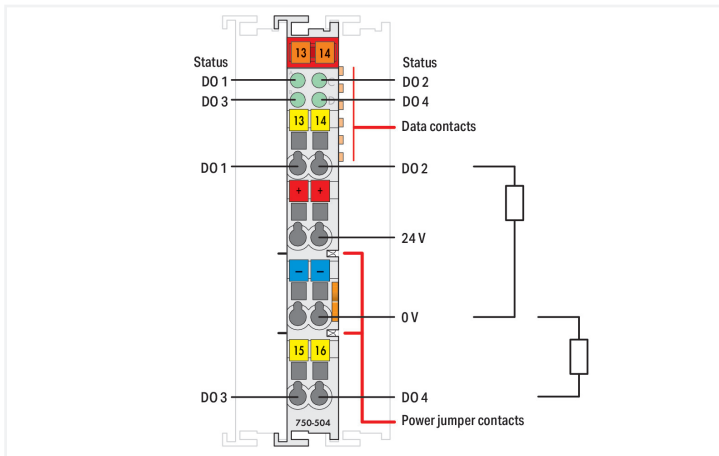 13 14
Status Status
DO 1 DO 2
DO 3 DO 4
13 14
Data contacts
DO 1 DO 2
+ +
24 V
− −
0 V
15 16
DO 3 DO 4
Power jumper contacts
750-504